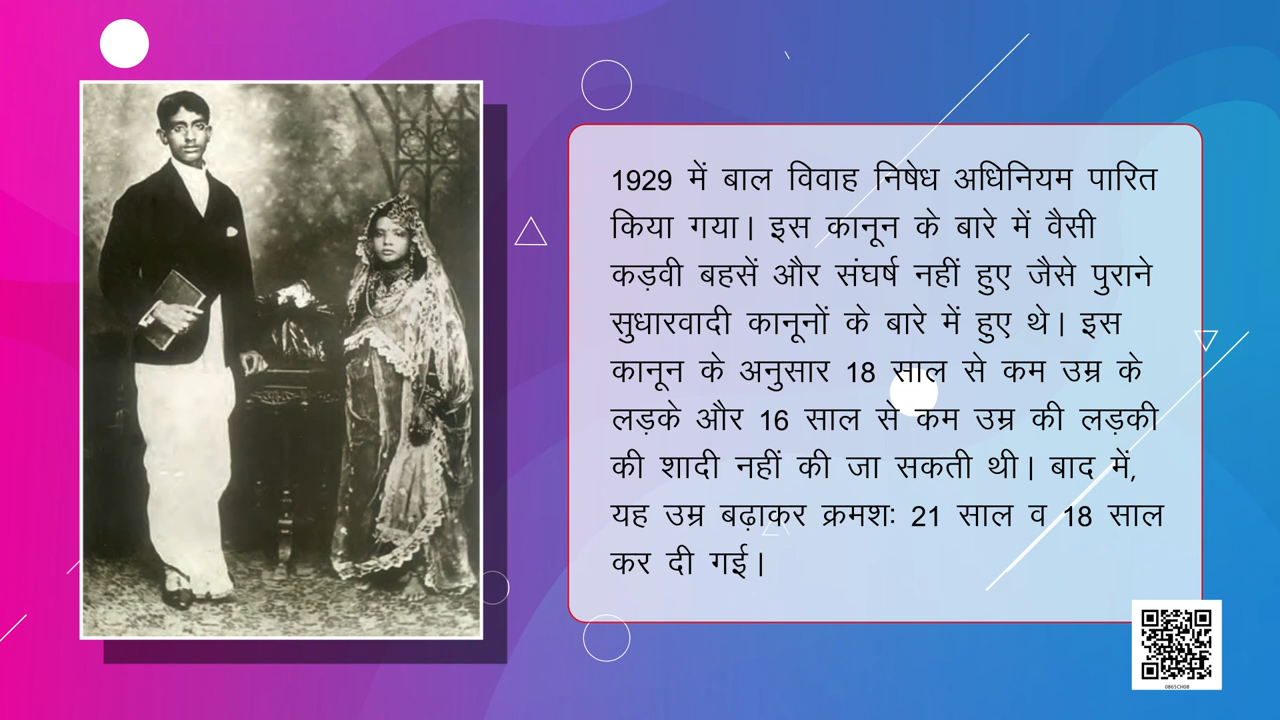 1929 में बाल विवाह निषेध अधिनियम पारित
किया गया। इस कानून के बारे में वैसी
कड़वी बहसें और संघर्ष नहीं हुए जैसे पुराने
सुधारवादी कानूनों के बारे में हुए थे। इस
कानून के अनुसार 18 साल से कम उम्र के
लड़के और 16 साल से कम उम्र की लड़की
की शादी नहीं की जा सकती थी। बाद में,
यह उम्र बढ़ाकर क्रमशः 21 साल व 18 साल
कर दी गई।
0865CH08